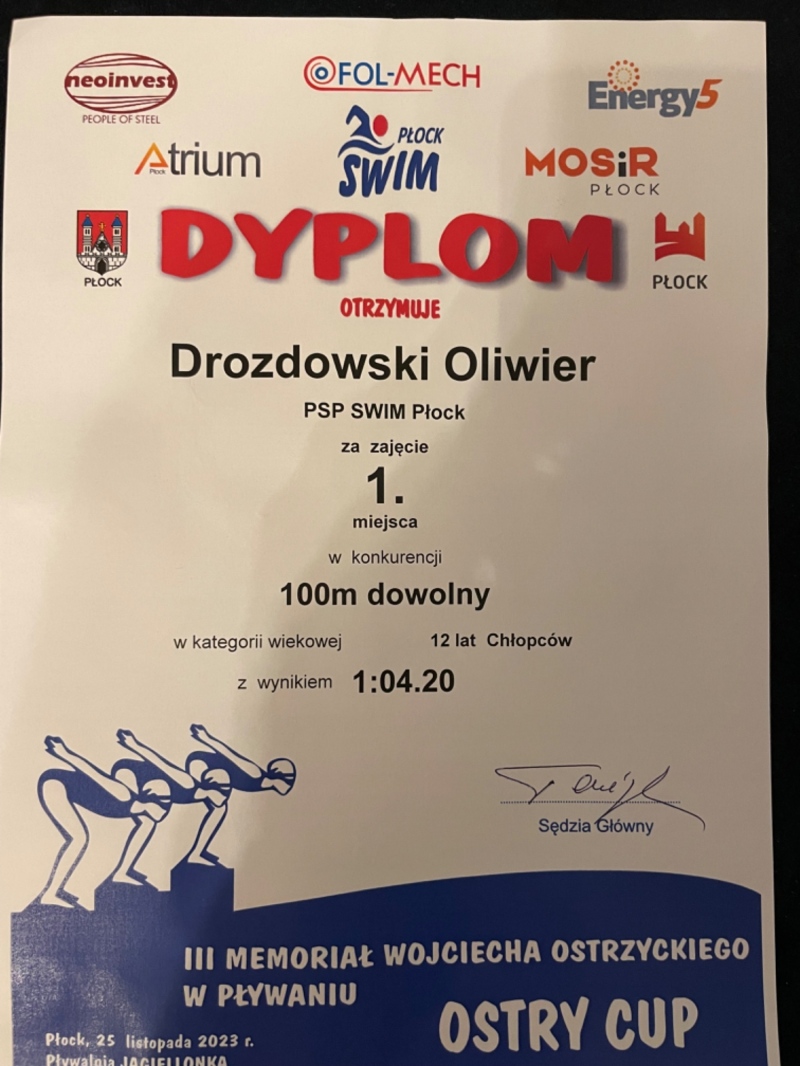 neoinvest
PEOPLE OF STEEL
FOL-MECH
Energy5
Atrium
Płock
PŁOCK
SWIM
MOSiR
PŁOCK
PŁOCK
DYPLOM
PŁOCK
OTRZYMUJE
Drozdowski Oliwier
PSP SWIM Płock
za zajęcie
1.
miejsca
w konkurencji
100m dowolny
w kategorii wiekowej 12 lat Chłopców
z wynikiem 1:04.20
Sędzia Główny
III MEMORIAŁ WOJCIECHA OSTRZYCKIEGO
W PŁYWANIU
OSTRY CUP
Płock, 25 listopada 2023 r.
Pływalnia JAGIELLONKA